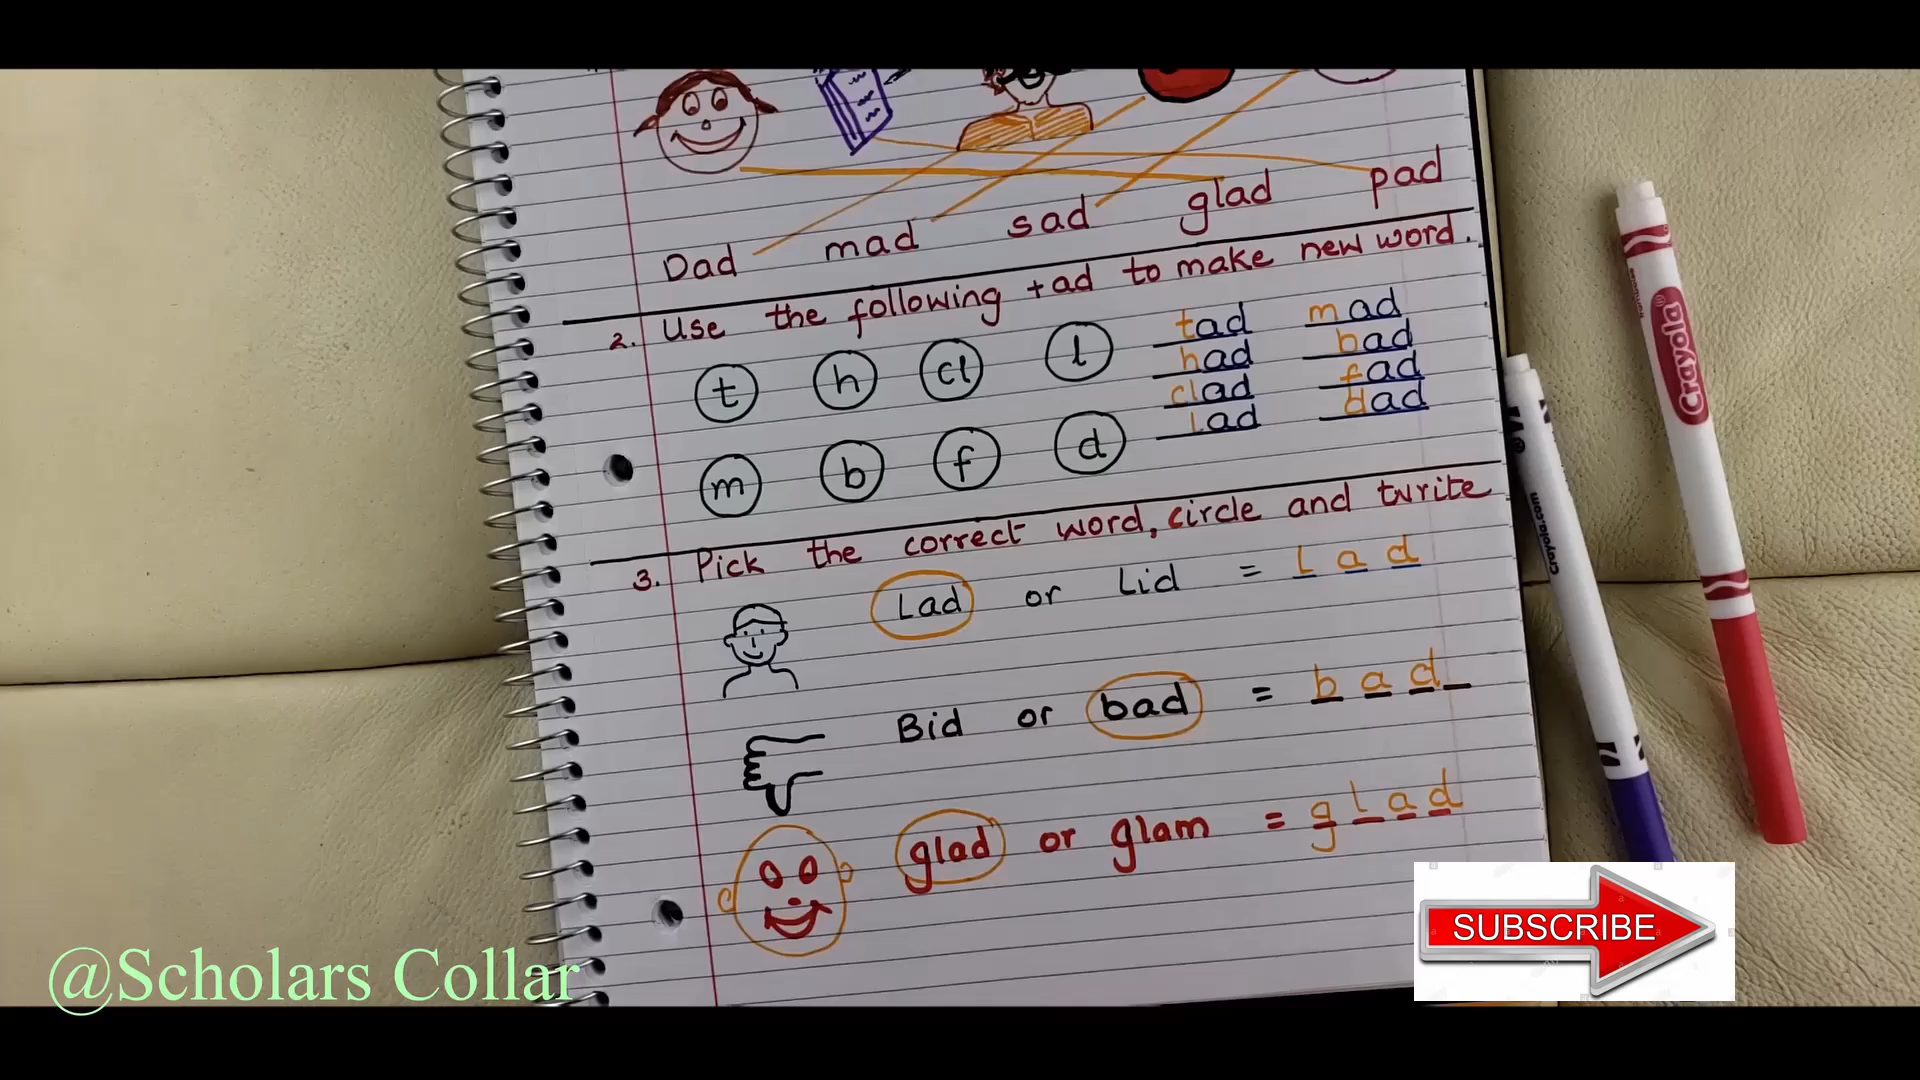 Dad mad sad glad pad
2. Use the following +ad to make new word.
t h cl l
tad mad
had bad
clad fad
lad dad
m b f d
3. Pick the correct word, circle and write
Lad or Lid = l a d
Bid or bad = b a d
glad or glam = g l a d
Crayola
crayola.com
SUBSCRIBE
@Scholars Collar